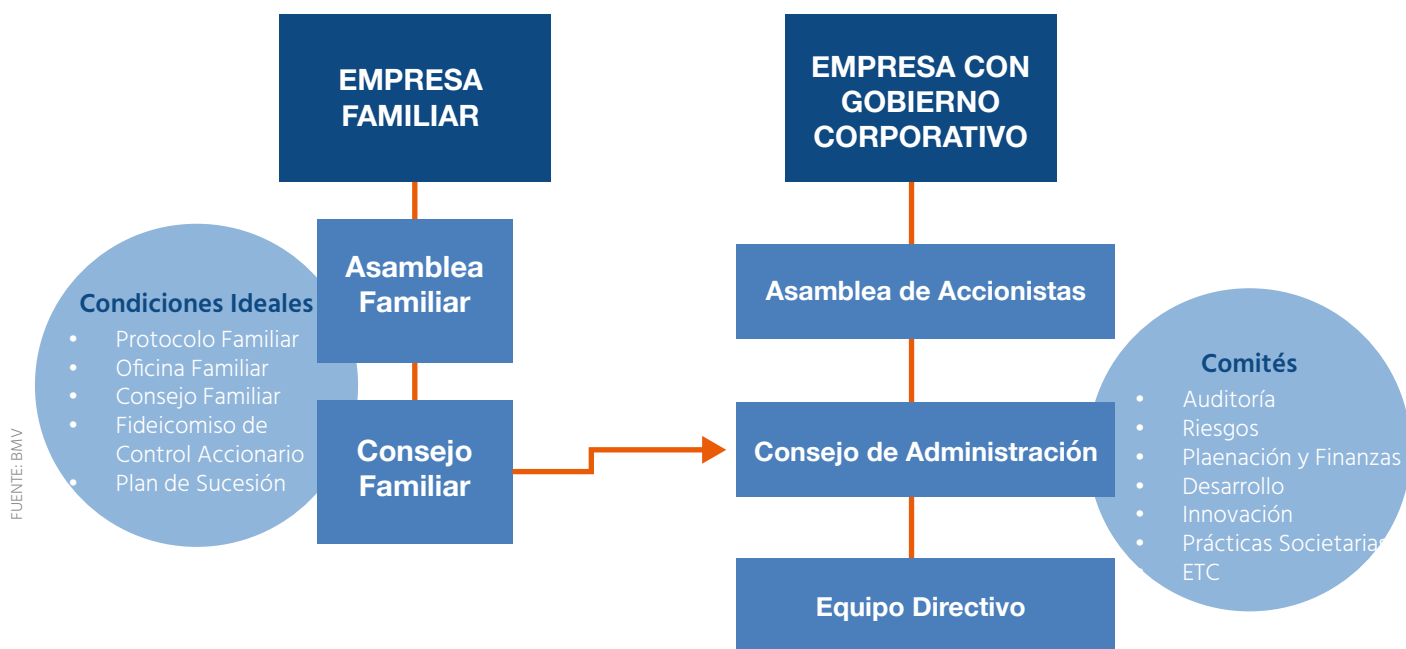 EMPRESA
FAMILIAR
Asamblea
Familiar
Consejo
Familiar
Condiciones Ideales
• Protocolo Familiar
• Oficina Familiar
• Consejo Familiar
• Fideicomiso de
Control Accionario
• Plan de Sucesión
FUENTE: BMV
EMPRESA CON
GOBIERNO
CORPORATIVO
Asamblea de Accionistas
Consejo de Administración
Equipo Directivo
Comités
• Auditoría
• Riesgos
• Plaenación y Finanzas
• Desarrollo
• Innovación
• Prácticas Societarias
• ETC